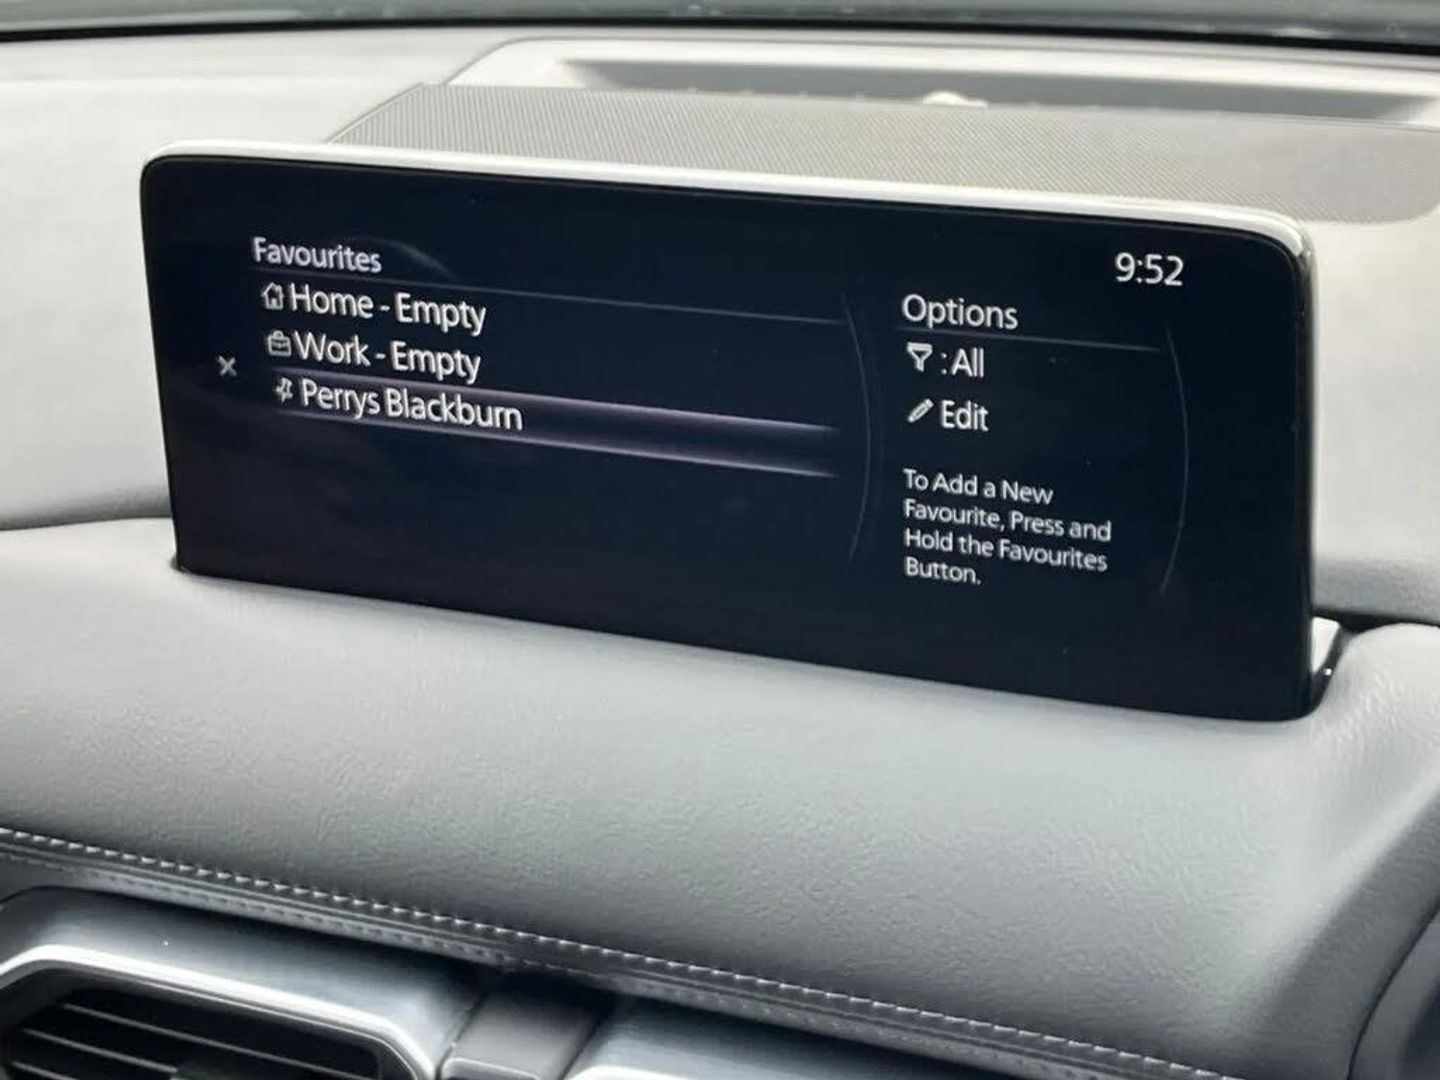 Favourites
Home - Empty
Work - Empty
Perrys Blackburn
9:52
Options
: All
Edit
To Add a New
Favourite, Press and
Hold the Favourites
Button.